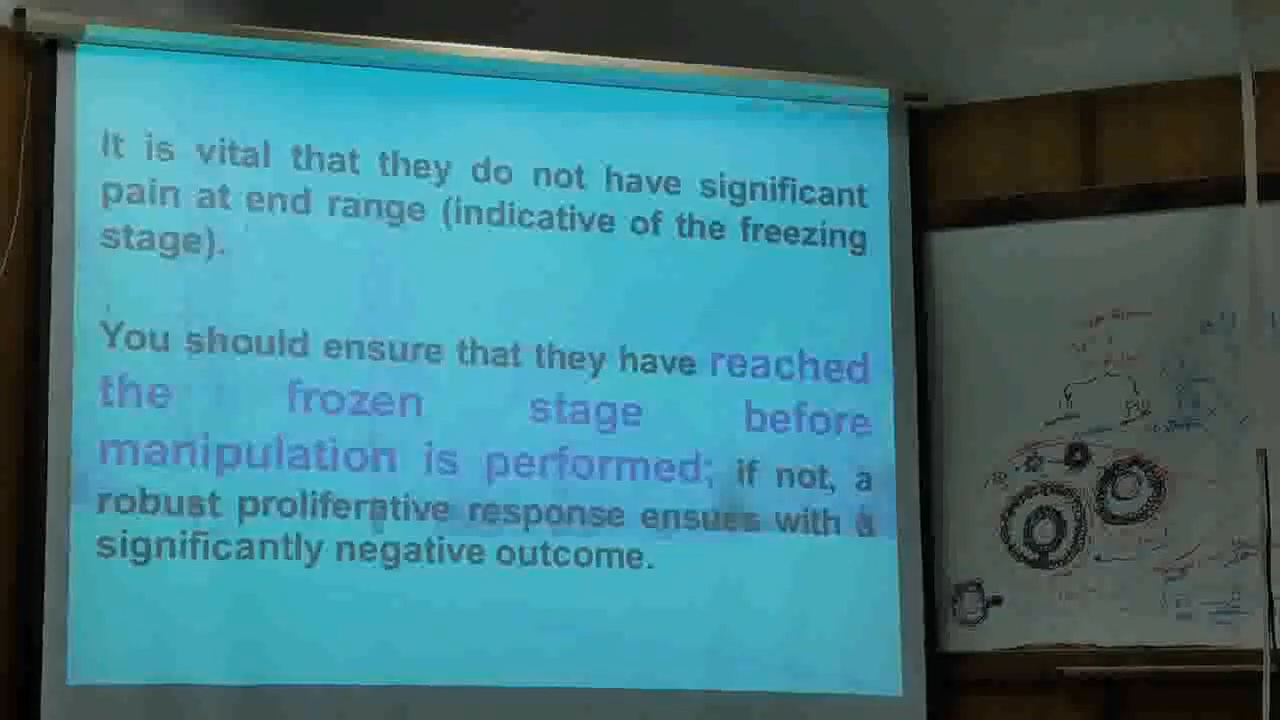 It is vital that they do not have significant
pain at end range (indicative of the freezing
stage).
You should ensure that they have reached
the frozen stage before
manipulation is performed; if not, a
robust proliferative response ensues with a
significantly negative outcome.